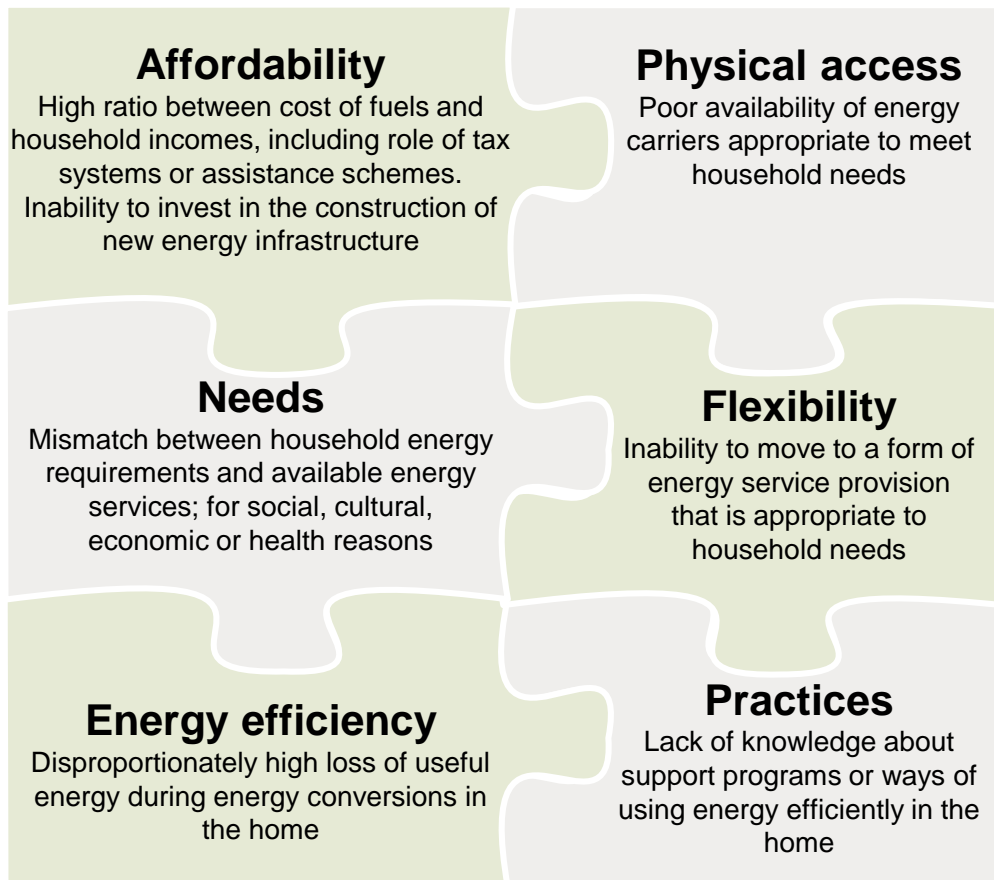 Affordability
High ratio between cost of fuels and
household incomes, including role of tax
systems or assistance schemes.
Inability to invest in the construction of
new energy infrastructure
Physical access
Poor availability of energy
carriers appropriate to meet
household needs
Needs
Mismatch between household energy
requirements and available energy
services; for social, cultural,
economic or health reasons
Flexibility
Inability to move to a form of
energy service provision
that is appropriate to
household needs
Energy efficiency
Disproportionately high loss of useful
energy during energy conversions in
the home
Practices
Lack of knowledge about
support programs or ways of
using energy efficiently in the
home